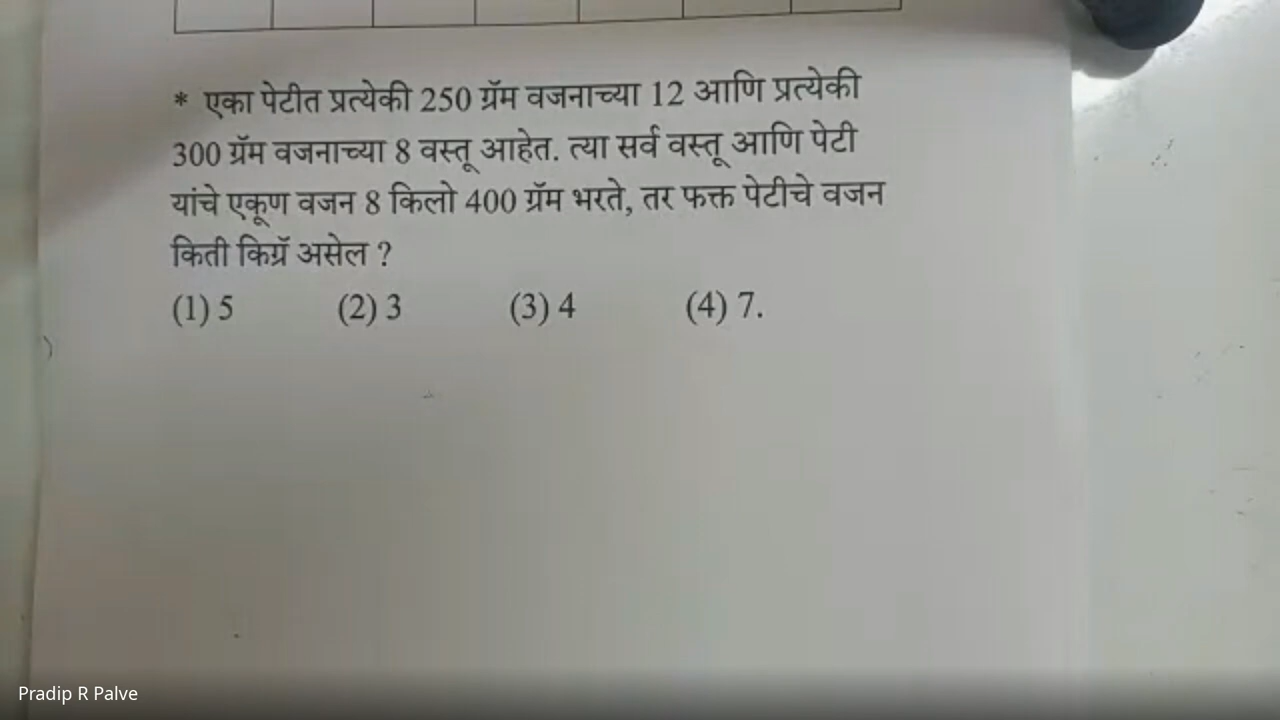 * एका पेटीत प्रत्येकी 250 ग्रॅम वजनाच्या 12 आणि प्रत्येकी
300 ग्रॅम वजनाच्या 8 वस्तू आहेत. त्या सर्व वस्तू आणि पेटी
यांचे एकूण वजन 8 किलो 400 ग्रॅम भरते, तर फक्त पेटीचे वजन
किती किग्रॅ असेल ?
(1) 5 (2) 3 (3) 4 (4) 7.
Pradip R Palve